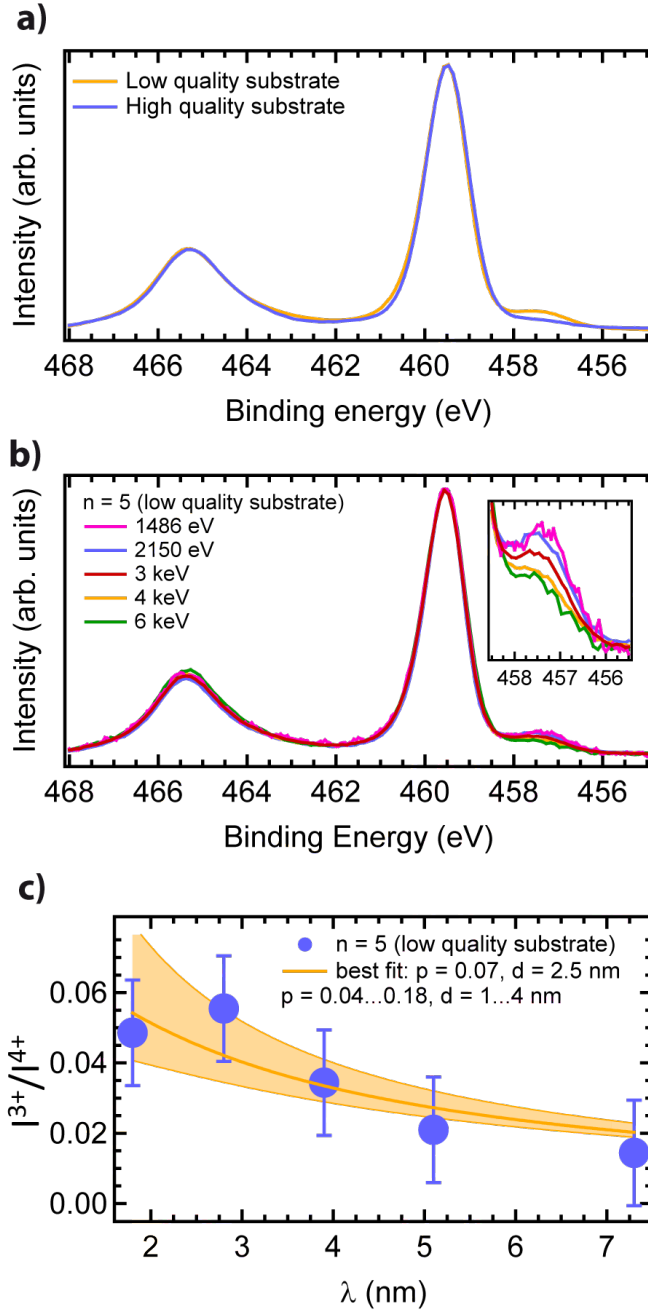 a)
Intensity (arb. units)
Low quality substrate
High quality substrate
468 466 464 462 460 458 456
Binding energy (eV)
b)
Intensity (arb. units)
n = 5 (low quality substrate)
1486 eV
2150 eV
3 keV
4 keV
6 keV
458 457 456
468 466 464 462 460 458 456
Binding Energy (eV)
c)
I³⁺/I⁴⁺
n = 5 (low quality substrate)
best fit: p = 0.07, d = 2.5 nm
p = 0.04...0.18, d = 1...4 nm
0.06
0.04
0.02
0.00
2 3 4 5 6 7
λ (nm)